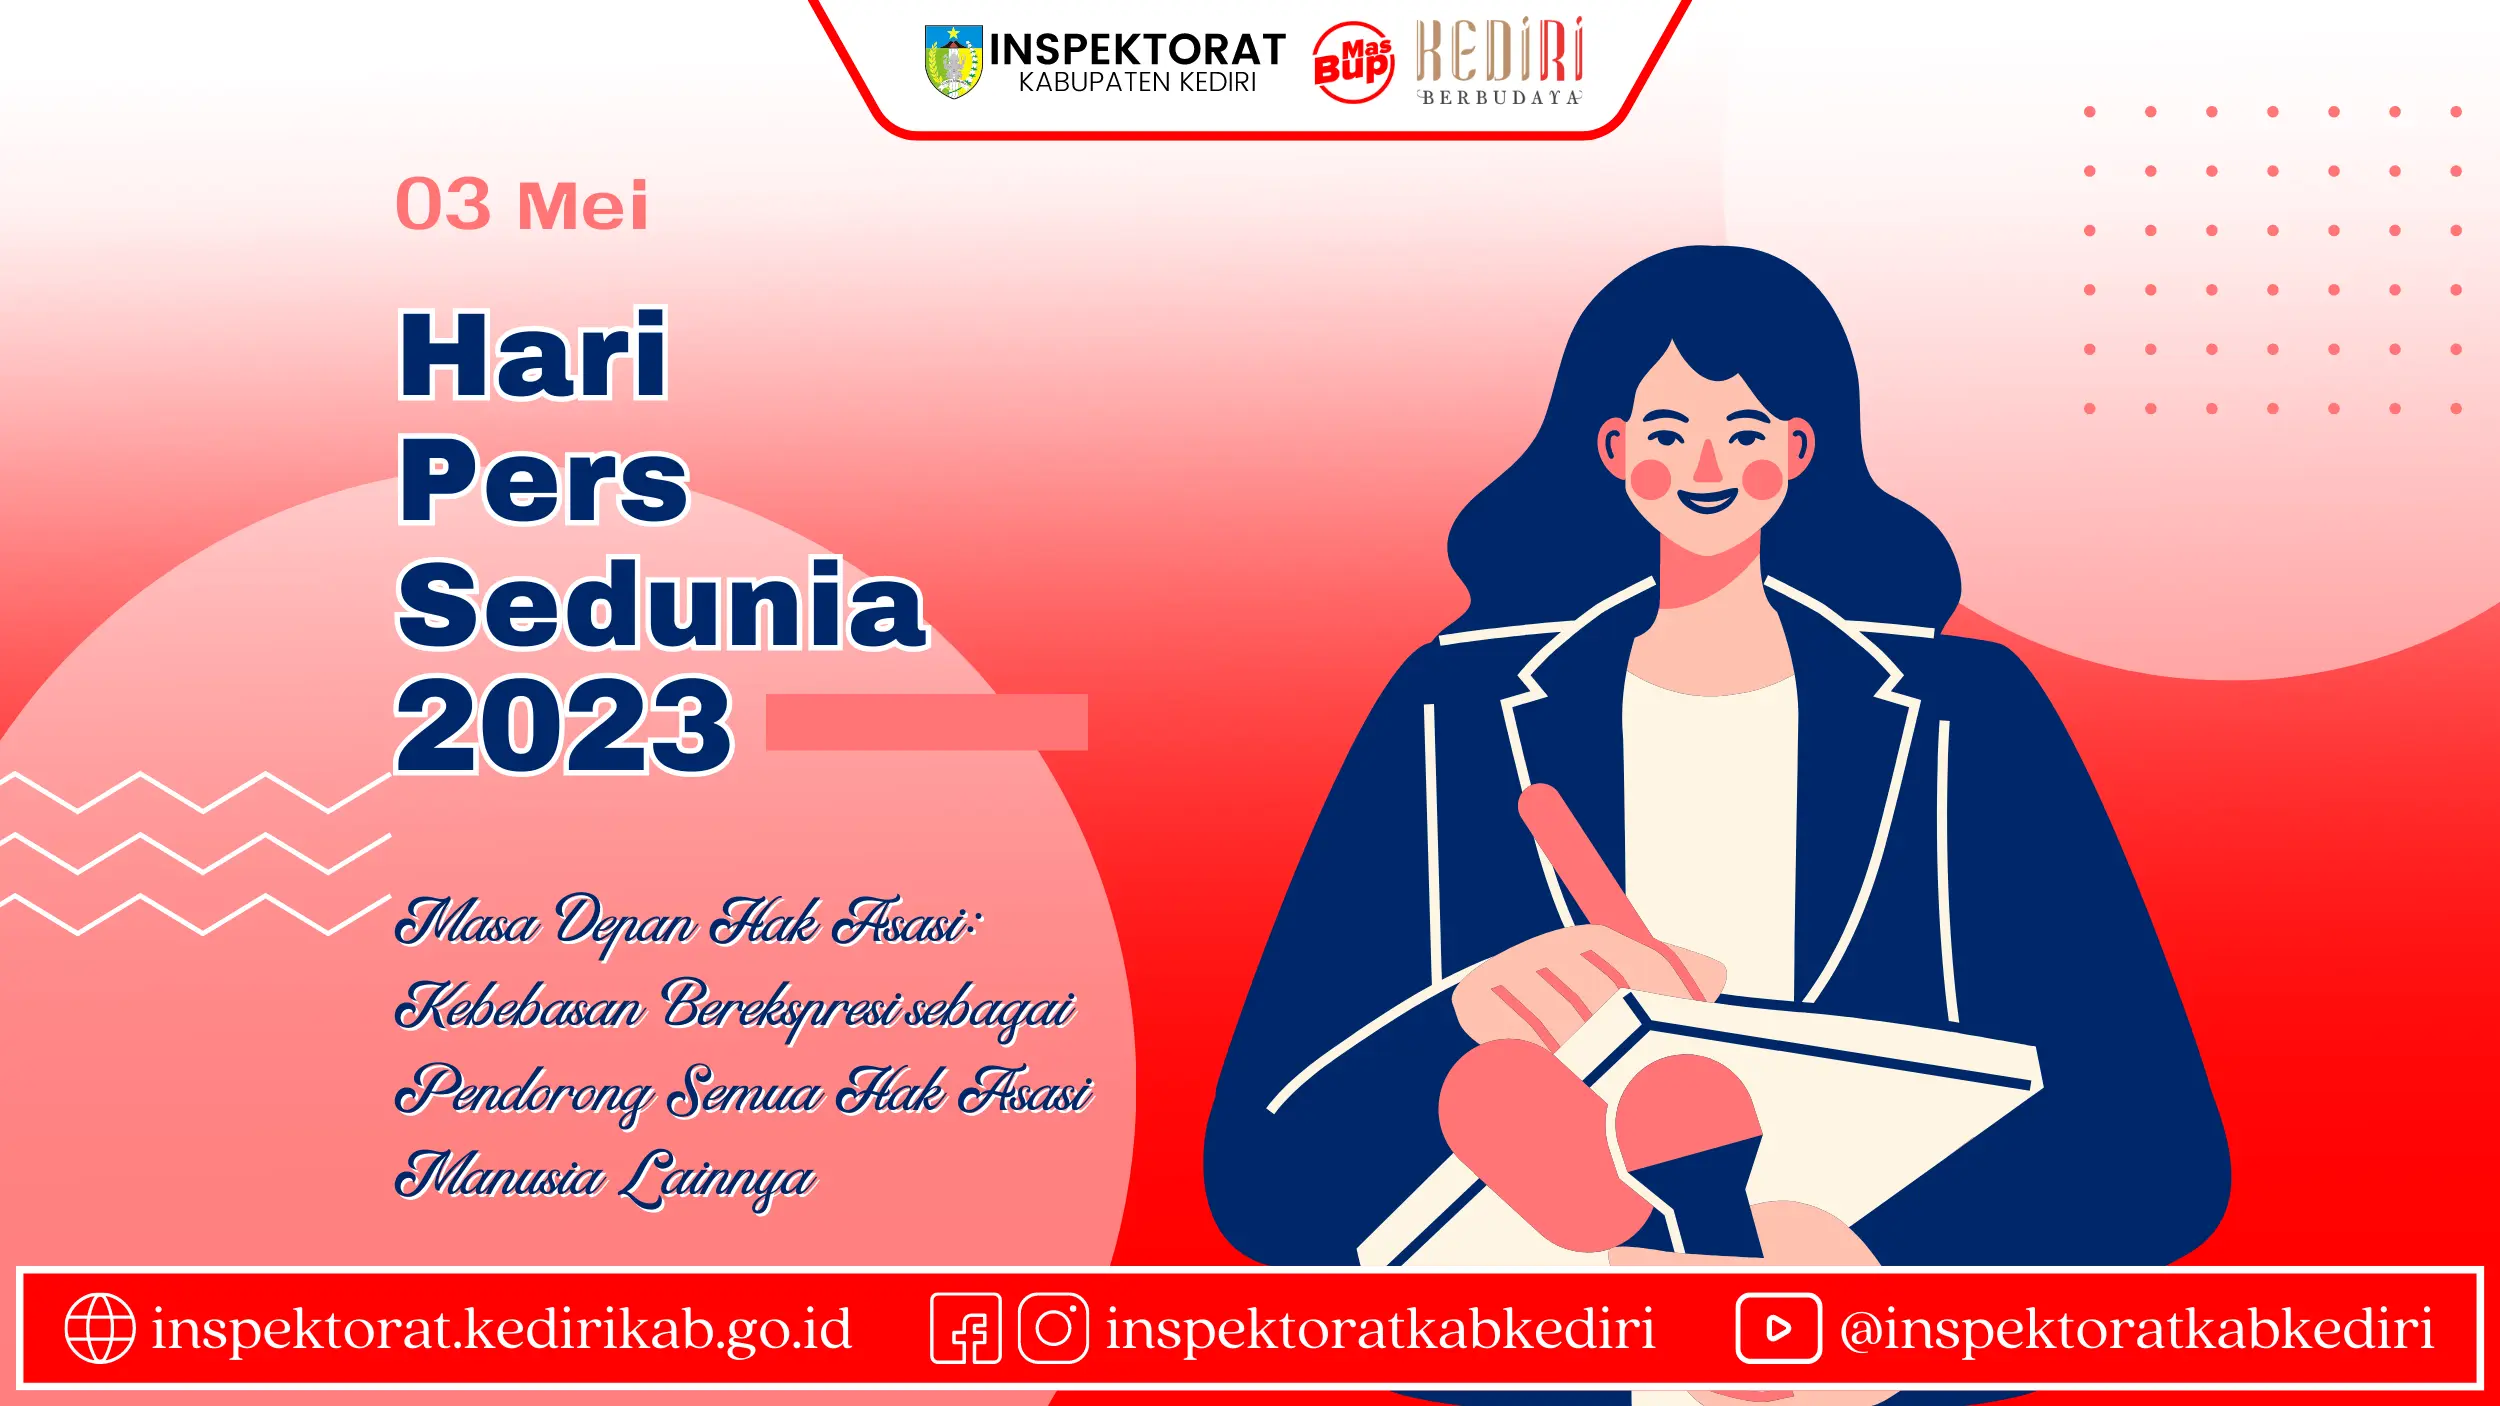 INSPEKTORAT
KABUPATEN KEDIRI
Mas
Bup
KEDIRI
BERBUDAYA
03 Mei
Hari
Pers
Sedunia
2023
Masa Depan Hak Asasi:
Kebebasan Berekspresi sebagai
Pendorong Semua Hak Asasi
Manusia Lainnya
inspektorat.kedirikab.go.id
inspektoratkabkediri
@inspektoratkabkediri